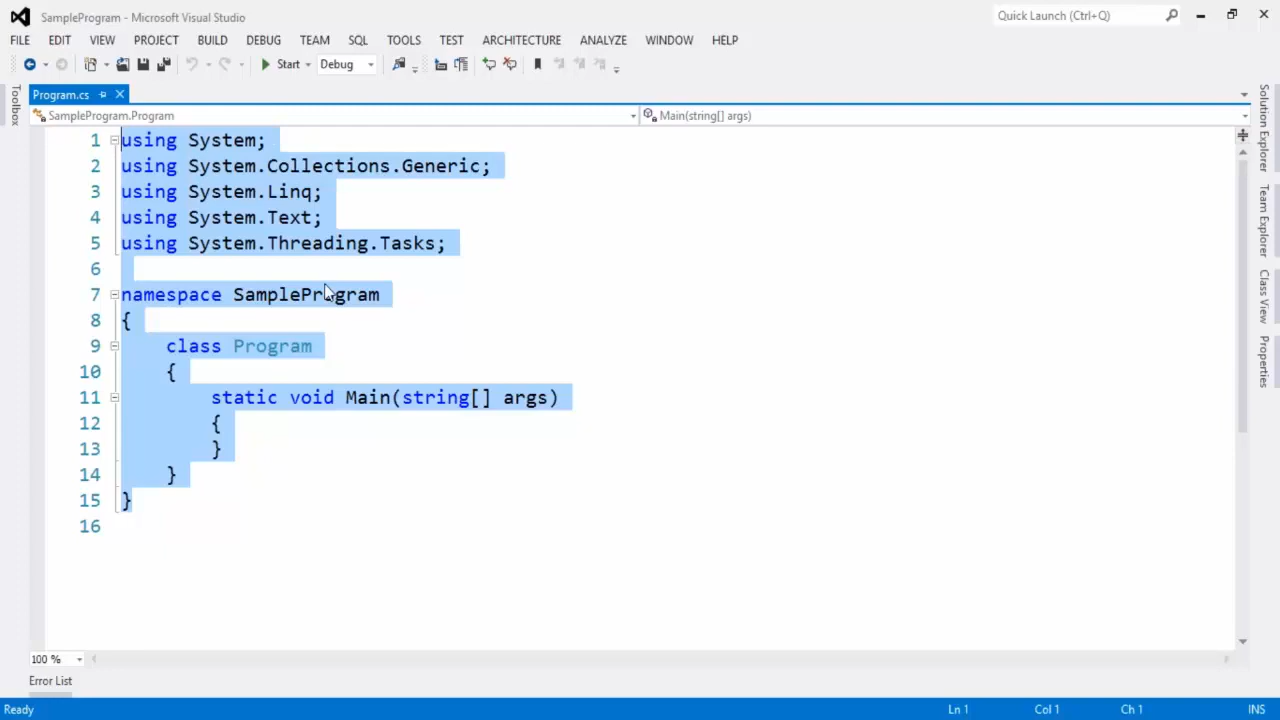 SampleProgram - Microsoft Visual Studio
Quick Launch (Ctrl+Q)
FILE EDIT VIEW PROJECT BUILD DEBUG TEAM SQL TOOLS TEST ARCHITECTURE ANALYZE WINDOW HELP
Start Debug
Toolbox
Program.cs
SampleProgram.Program
Main(string[] args)
1 using System;
2 using System.Collections.Generic;
3 using System.Linq;
4 using System.Text;
5 using System.Threading.Tasks;
6
7 namespace SampleProgram
8 {
9 class Program
10 {
11 static void Main(string[] args)
12 {
13 }
14 }
15 }
16
Solution Explorer
Team Explorer
Class View
Properties
100 %
Error List
Ready
Ln 1
Col 1
Ch 1
INS